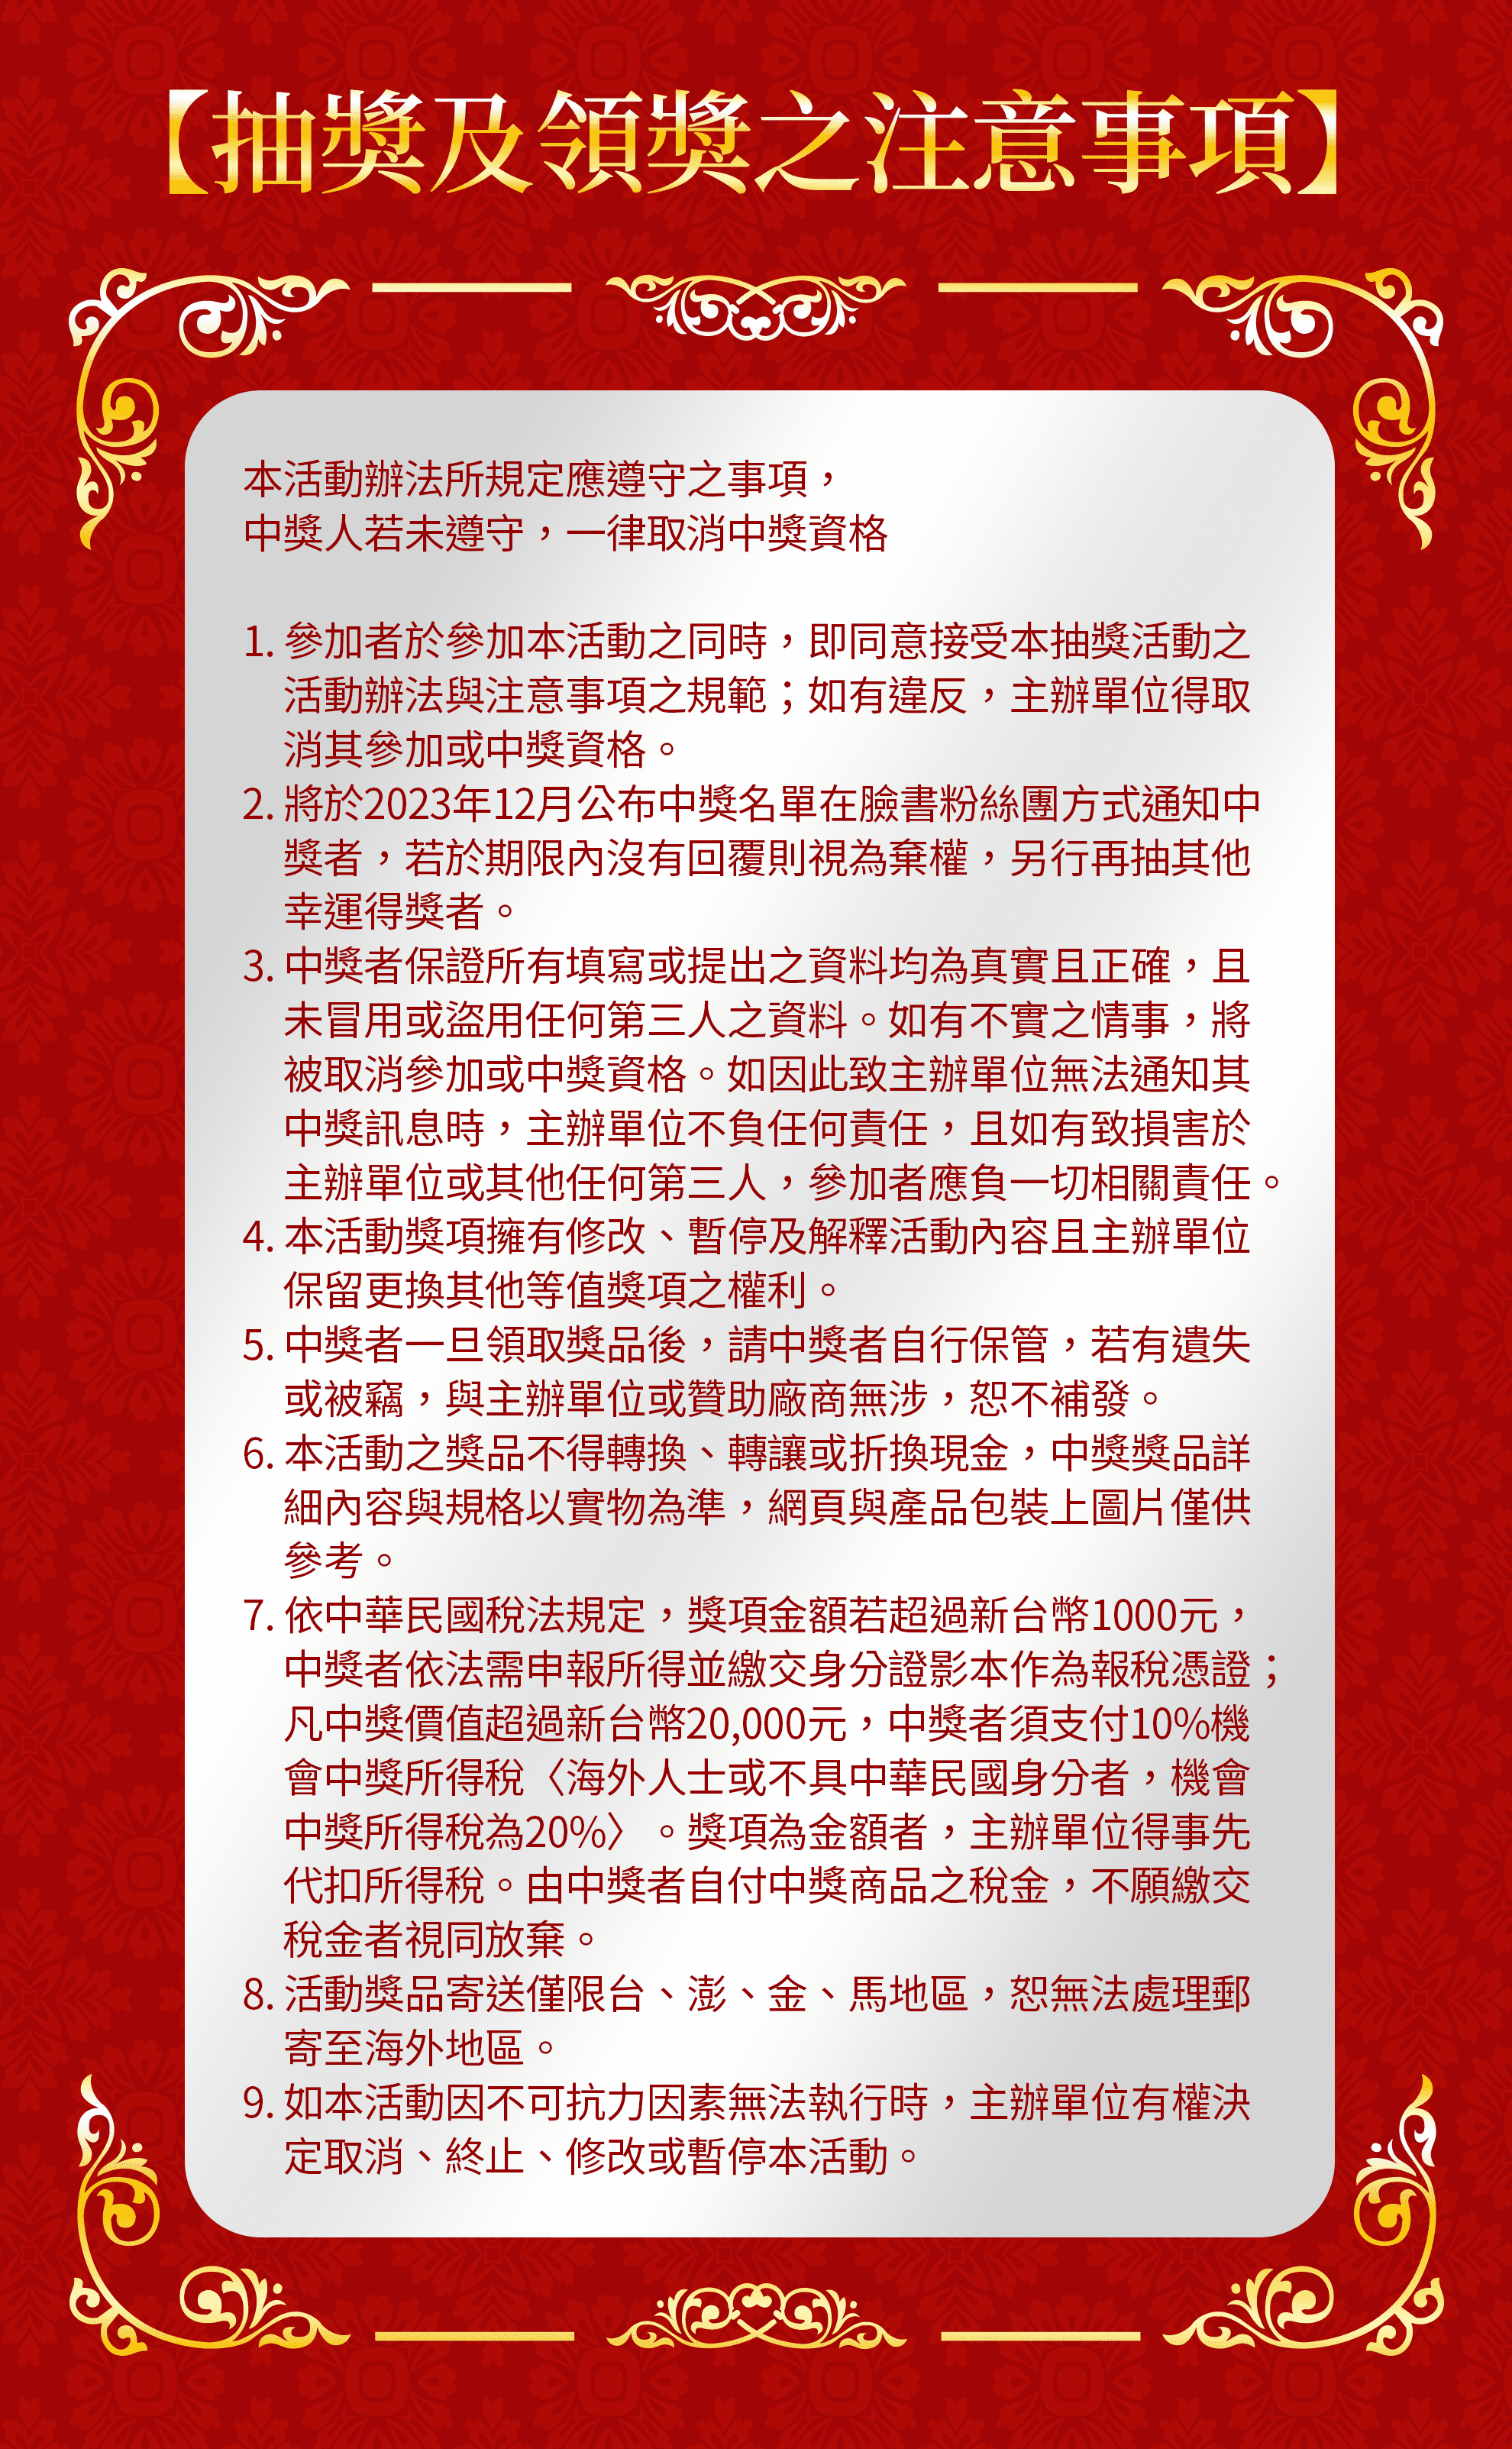 【抽獎及領獎之注意事項】
本活動辦法所規定應遵守之事項，
中獎人若未遵守，一律取消中獎資格
1. 參加者於參加本活動之同時，即同意接受本抽獎活動之
活動辦法與注意事項之規範；如有違反，主辦單位得取
消其參加或中獎資格。
2. 將於2023年12月公布中獎名單在臉書粉絲團方式通知中
獎者，若於期限內沒有回覆則視為棄權，另行再抽其他
幸運得獎者。
3. 中獎者保證所有填寫或提出之資料均為真實且正確，且
未冒用或盜用任何第三人之資料。如有不實之情事，將
被取消參加或中獎資格。如因此致主辦單位無法通知其
中獎訊息時，主辦單位不負任何責任，且如有致損害於
主辦單位或其他任何第三人，參加者應負一切相關責任。
4. 本活動獎項擁有修改、暫停及解釋活動內容且主辦單位
保留更換其他等值獎項之權利。
5. 中獎者一旦領取獎品後，請中獎者自行保管，若有遺失
或被竊，與主辦單位或贊助廠商無涉，恕不補發。
6. 本活動之獎品不得轉換、轉讓或折換現金，中獎獎品詳
細內容與規格以實物為準，網頁與產品包裝上圖片僅供
參考。
7. 依中華民國稅法規定，獎項金額若超過新台幣1000元，
中獎者依法需申報所得並繳交身分證影本作為報稅憑證；
凡中獎價值超過新台幣20,000元，中獎者須支付10%機
會中獎所得稅〈海外人士或不具中華民國身分者，機會
中獎所得稅為20%〉。獎項為金額者，主辦單位得事先
代扣所得稅。由中獎者自付中獎商品之稅金，不願繳交
稅金者視同放棄。
8. 活動獎品寄送僅限台、澎、金、馬地區，恕無法處理郵
寄至海外地區。
9. 如本活動因不可抗力因素無法執行時，主辦單位有權決
定取消、終止、修改或暫停本活動。